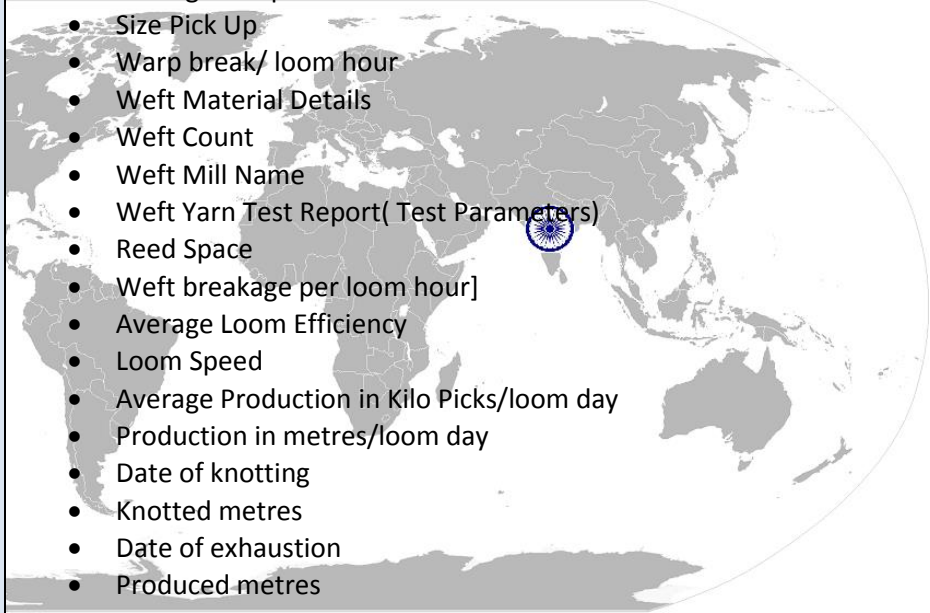 • Size Pick Up
• Warp break/ loom hour
• Weft Material Details
• Weft Count
• Weft Mill Name
• Weft Yarn Test Report( Test Parameters)
• Reed Space
• Weft breakage per loom hour]
• Average Loom Efficiency
• Loom Speed
• Average Production in Kilo Picks/loom day
• Production in metres/loom day
• Date of knotting
• Knotted metres
• Date of exhaustion
• Produced metres